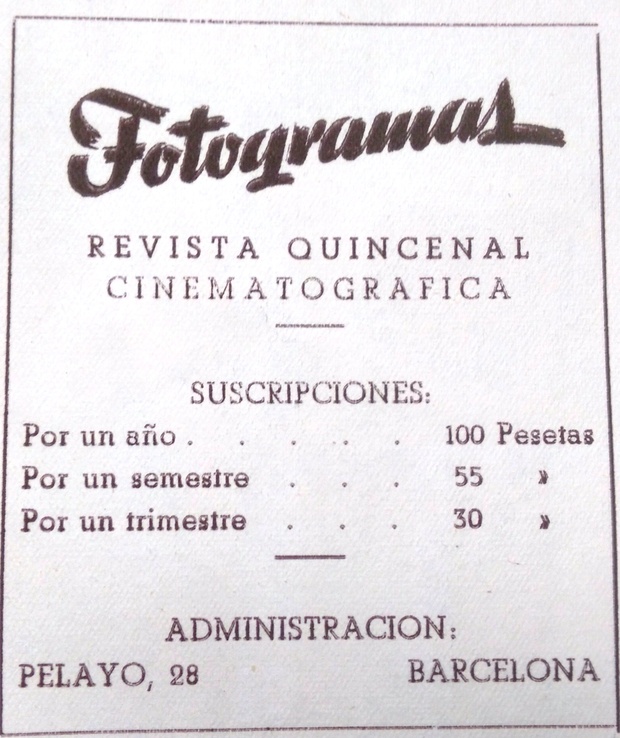 Fotogramas
REVISTA QUINCENAL
CINEMATOGRAFICA
SUSCRIPCIONES:
Por un año . . . . . 100 Pesetas
Por un semestre . . . 55 »
Por un trimestre . . . 30 »
ADMINISTRACION:
PELAYO, 28 BARCELONA